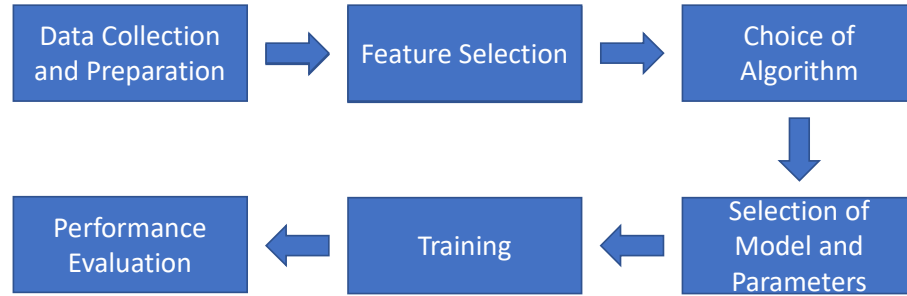 Data Collection
and Preparation
Feature Selection
Choice of
Algorithm
Selection of
Model and
Parameters
Training
Performance
Evaluation